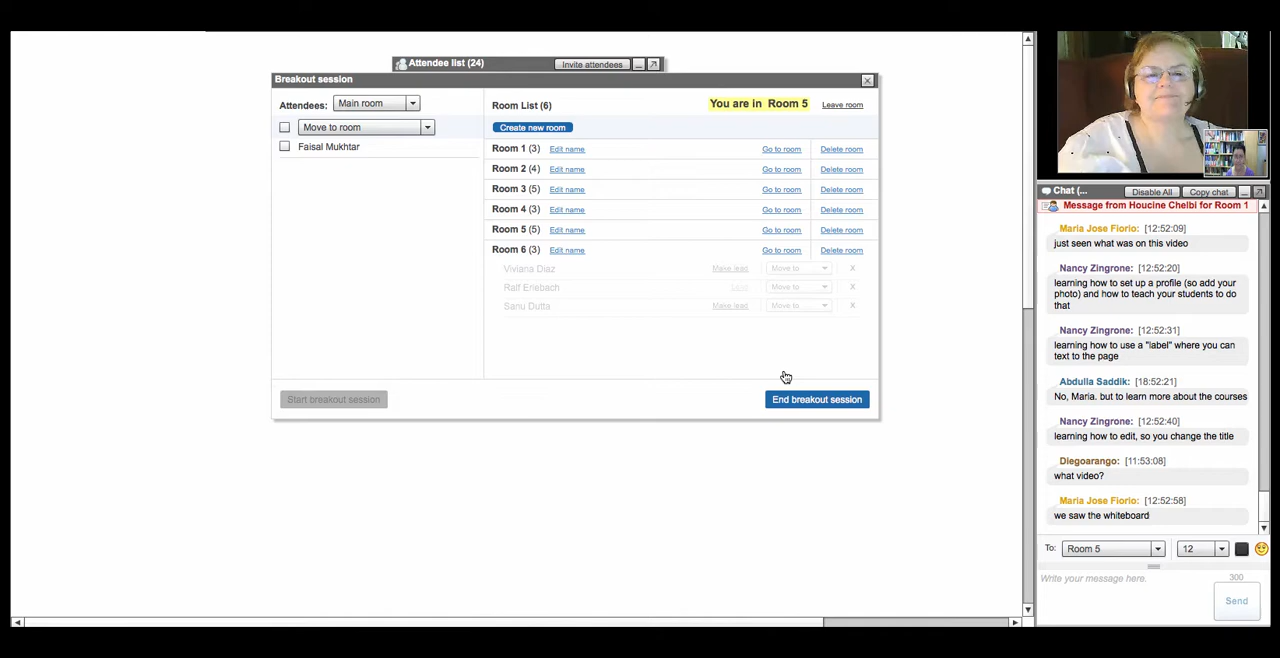 Attendee list (24)
Invite attendees
Breakout session
Attendees: Main room
Move to room
Faisal Mukhtar
Room List (6)
You are in Room 5
Leave room
Create new room
Room 1 (3) Edit name Go to room Delete room
Room 2 (4) Edit name Go to room Delete room
Room 3 (5) Edit name Go to room Delete room
Room 4 (3) Edit name Go to room Delete room
Room 5 (5) Edit name Go to room Delete room
Room 6 (3) Edit name Go to room Delete room
Viviana Diaz Make lead Move to X
Ralf Erlebach Move to X
Sanu Dutta Make lead Move to X
Start breakout session
End breakout session
Chat (...
Disable All
Copy chat
Message from Houcine Chelbi for Room 1
Maria Jose Fiorio: [12:52:09]
just seen what was on this video
Nancy Zingrone: [12:52:20]
learning how to set up a profile (so add your
photo) and how to teach your students to do
that
Nancy Zingrone: [12:52:31]
learning how to use a "label" where you can
text to the page
Abdulla Saddik: [18:52:21]
No, Maria. but to learn more about the courses
Nancy Zingrone: [12:52:40]
learning how to edit, so you change the title
Diegoarango: [11:53:08]
what video?
Maria Jose Fiorio: [12:52:58]
we saw the whiteboard
To: Room 5
12
Write your message here.
300
Send